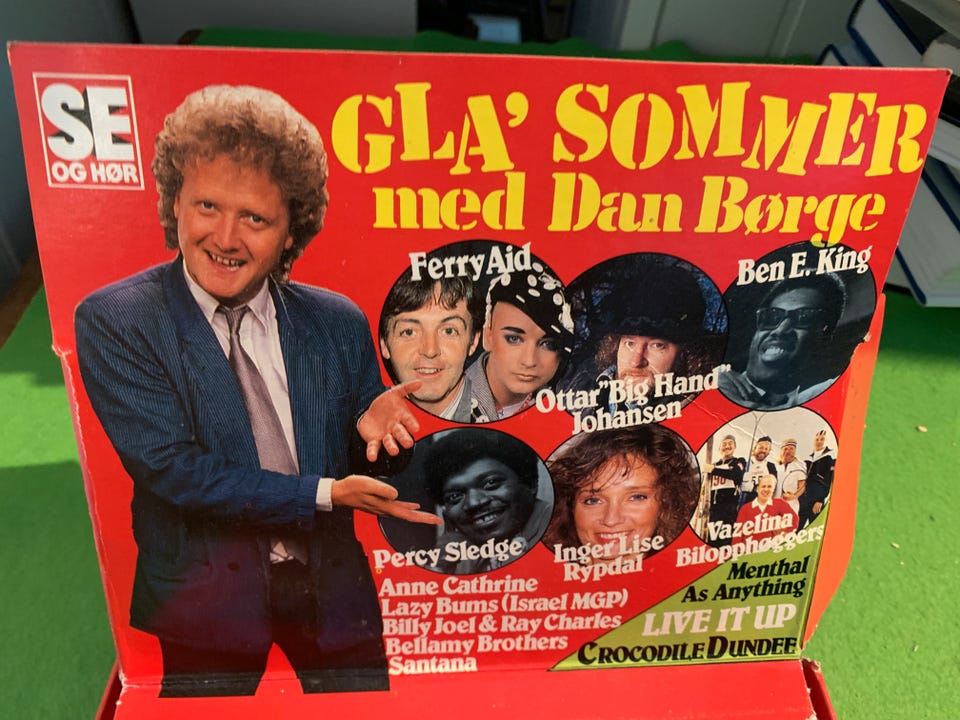 SE
OG HØR
GLA' SOMMER
med Dan Børge
Ferry Aid
Ben E. King
Ottar "Big Hand"
Johansen
Percy Sledge
Inger Lise
Rypdal
Vazelina
Bilopphøggers
Anne Cathrine
Lazy Bums (Israel MGP)
Billy Joel & Ray Charles
Bellamy Brothers
Santana
Menthal
As Anything
LIVE IT UP
CROCODILE DUNDEE